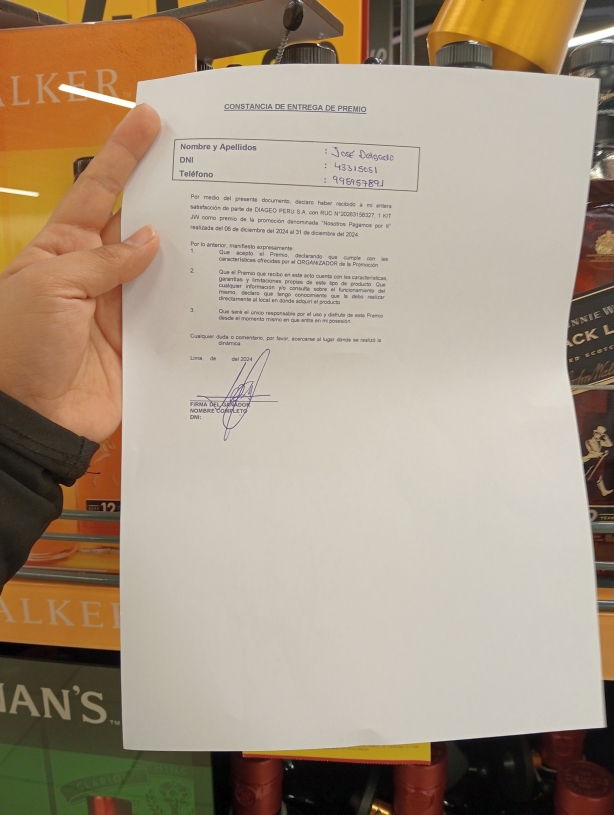 ALKER
CONSTANCIA DE ENTREGA DE PREMIO
Nombre y Apellidos : José Delgado
DNI : 43315051
Teléfono : 995957891
Por medio del presente documento, declaro haber recibido a mi entera
satisfacción de parte de DIAGEO PERU S.A. con RUC N°20263158327, 1 KIT
JW como premio de la promoción denominada "Nosotros Pagamos por ti"
realizada del 06 de diciembre del 2024 al 31 de diciembre del 2024.
Por lo anterior, manifiesto expresamente:
1. Que acepto el Premio, declarando que cumple con las
características ofrecidas por el ORGANIZADOR de la Promoción.
2. Que el Premio que recibo en este acto cuenta con las características,
garantías y limitaciones propias de este tipo de producto. Que
cualquier información y/o consulta sobre el funcionamiento del
mismo, declaro que tengo conocimiento que la debo realizar
directamente al local en donde adquirí el producto.
3. Que seré el único responsable por el uso y disfrute de este Premio
desde el momento mismo en que entre en mi posesión.
Cualquier duda o comentario, por favor, acercarse al lugar donde se realizó la
dinámica
Lima, de del 2024
FIRMA DEL GANADOR
NOMBRE COMPLETO
DNI:
NNIE W
ACK L
12
ALKE
MAN'S